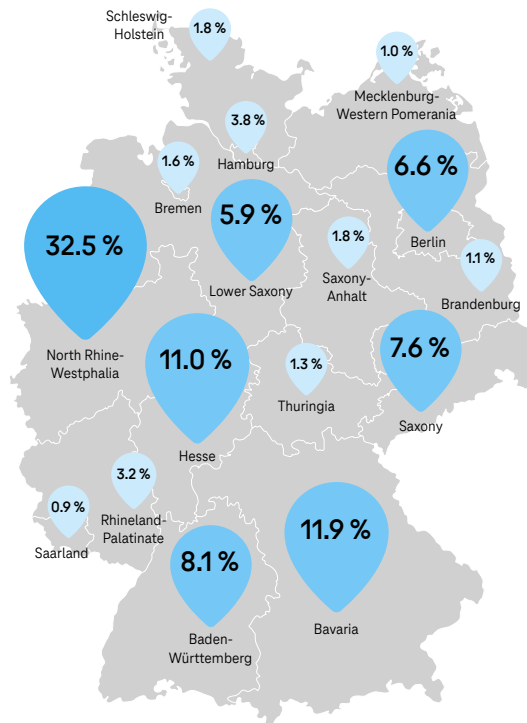 Schleswig-
Holstein
1.8 %
1.0 %
Mecklenburg-
Western Pomerania
3.8 %
Hamburg
1.6 %
Bremen
6.6 %
Berlin
5.9 %
Lower Saxony
32.5 %
North Rhine-
Westphalia
1.8 %
Saxony-
Anhalt
1.1 %
Brandenburg
11.0 %
Hesse
1.3 %
Thuringia
7.6 %
Saxony
3.2 %
Rhineland-
Palatinate
0.9 %
Saarland
8.1 %
Baden-
Württemberg
11.9 %
Bavaria